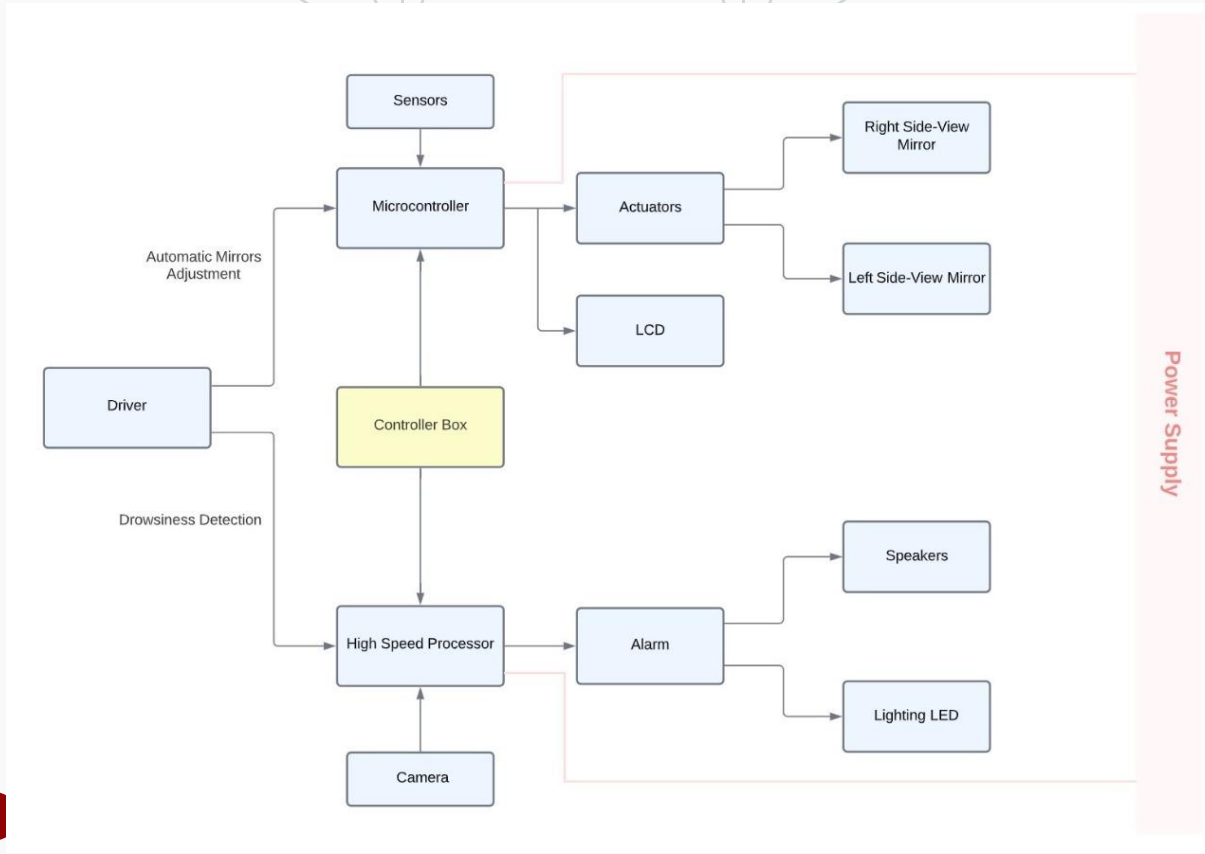 Sensors
Right Side-View
Mirror
Microcontroller
Actuators
Automatic Mirrors
Adjustment
Left Side-View Mirror
LCD
Driver
Controller Box
Power Supply
Drowsiness Detection
Speakers
High Speed Processor
Alarm
Lighting LED
Camera